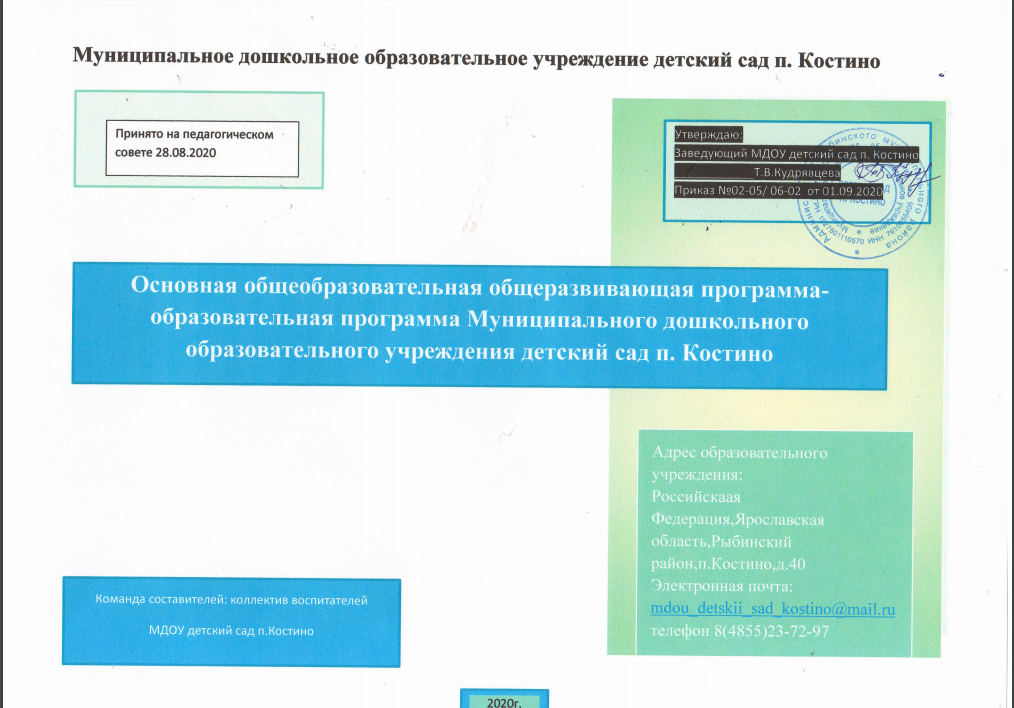 Муниципальное дошкольное образовательное учреждение детский сад п. Костино
Принято на педагогическом
совете 28.08.2020
Утверждаю:
Заведующий МДОУ детский сад п. Костино
Т.В.Кудрявцева
Приказ №02-05/ 06-02 от 01.09.2020
Основная общеобразовательная общеразвивающая программа-
образовательная программа Муниципального дошкольного
образовательного учреждения детский сад п. Костино
Адрес образовательного
учреждения:
Российскаая
Федерация,Ярославская
область,Рыбинский
район,п.Костино,д.40
Электронная почта:
mdou_detskii_sad_kostino@mail.ru
телефон 8(4855)23-72-97
Команда составителей: коллектив воспитателей
МДОУ детский сад п.Костино
2020г.